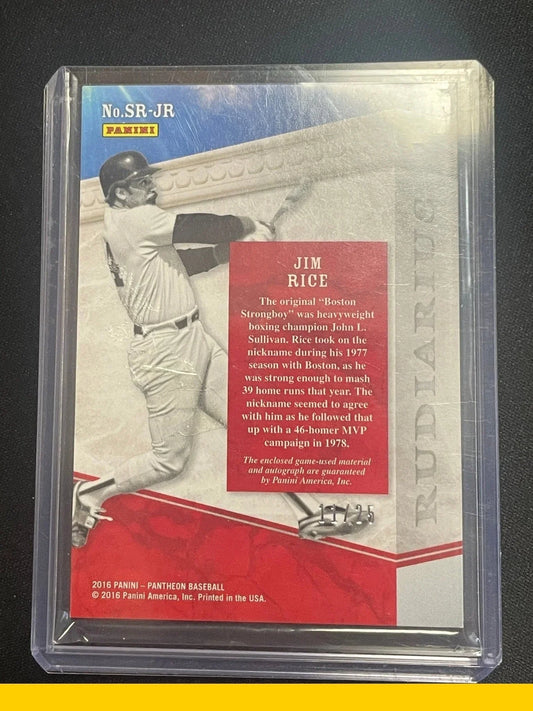 No.SR-JR
PANINI
RUDIARIUS
JIM
RICE
The original "Boston
Strongboy" was heavyweight
boxing champion John L.
Sullivan. Rice took on the
nickname during his 1977
season with Boston, as he
was strong enough to mash
39 home runs that year. The
nickname seemed to agree
with him as he followed that
up with a 46-homer MVP
campaign in 1978.
The enclosed game-used material
and autograph are guaranteed
by Panini America, Inc.
2016 PANINI – PANTHEON BASEBALL
© 2016 Panini America, Inc. Printed in the USA.